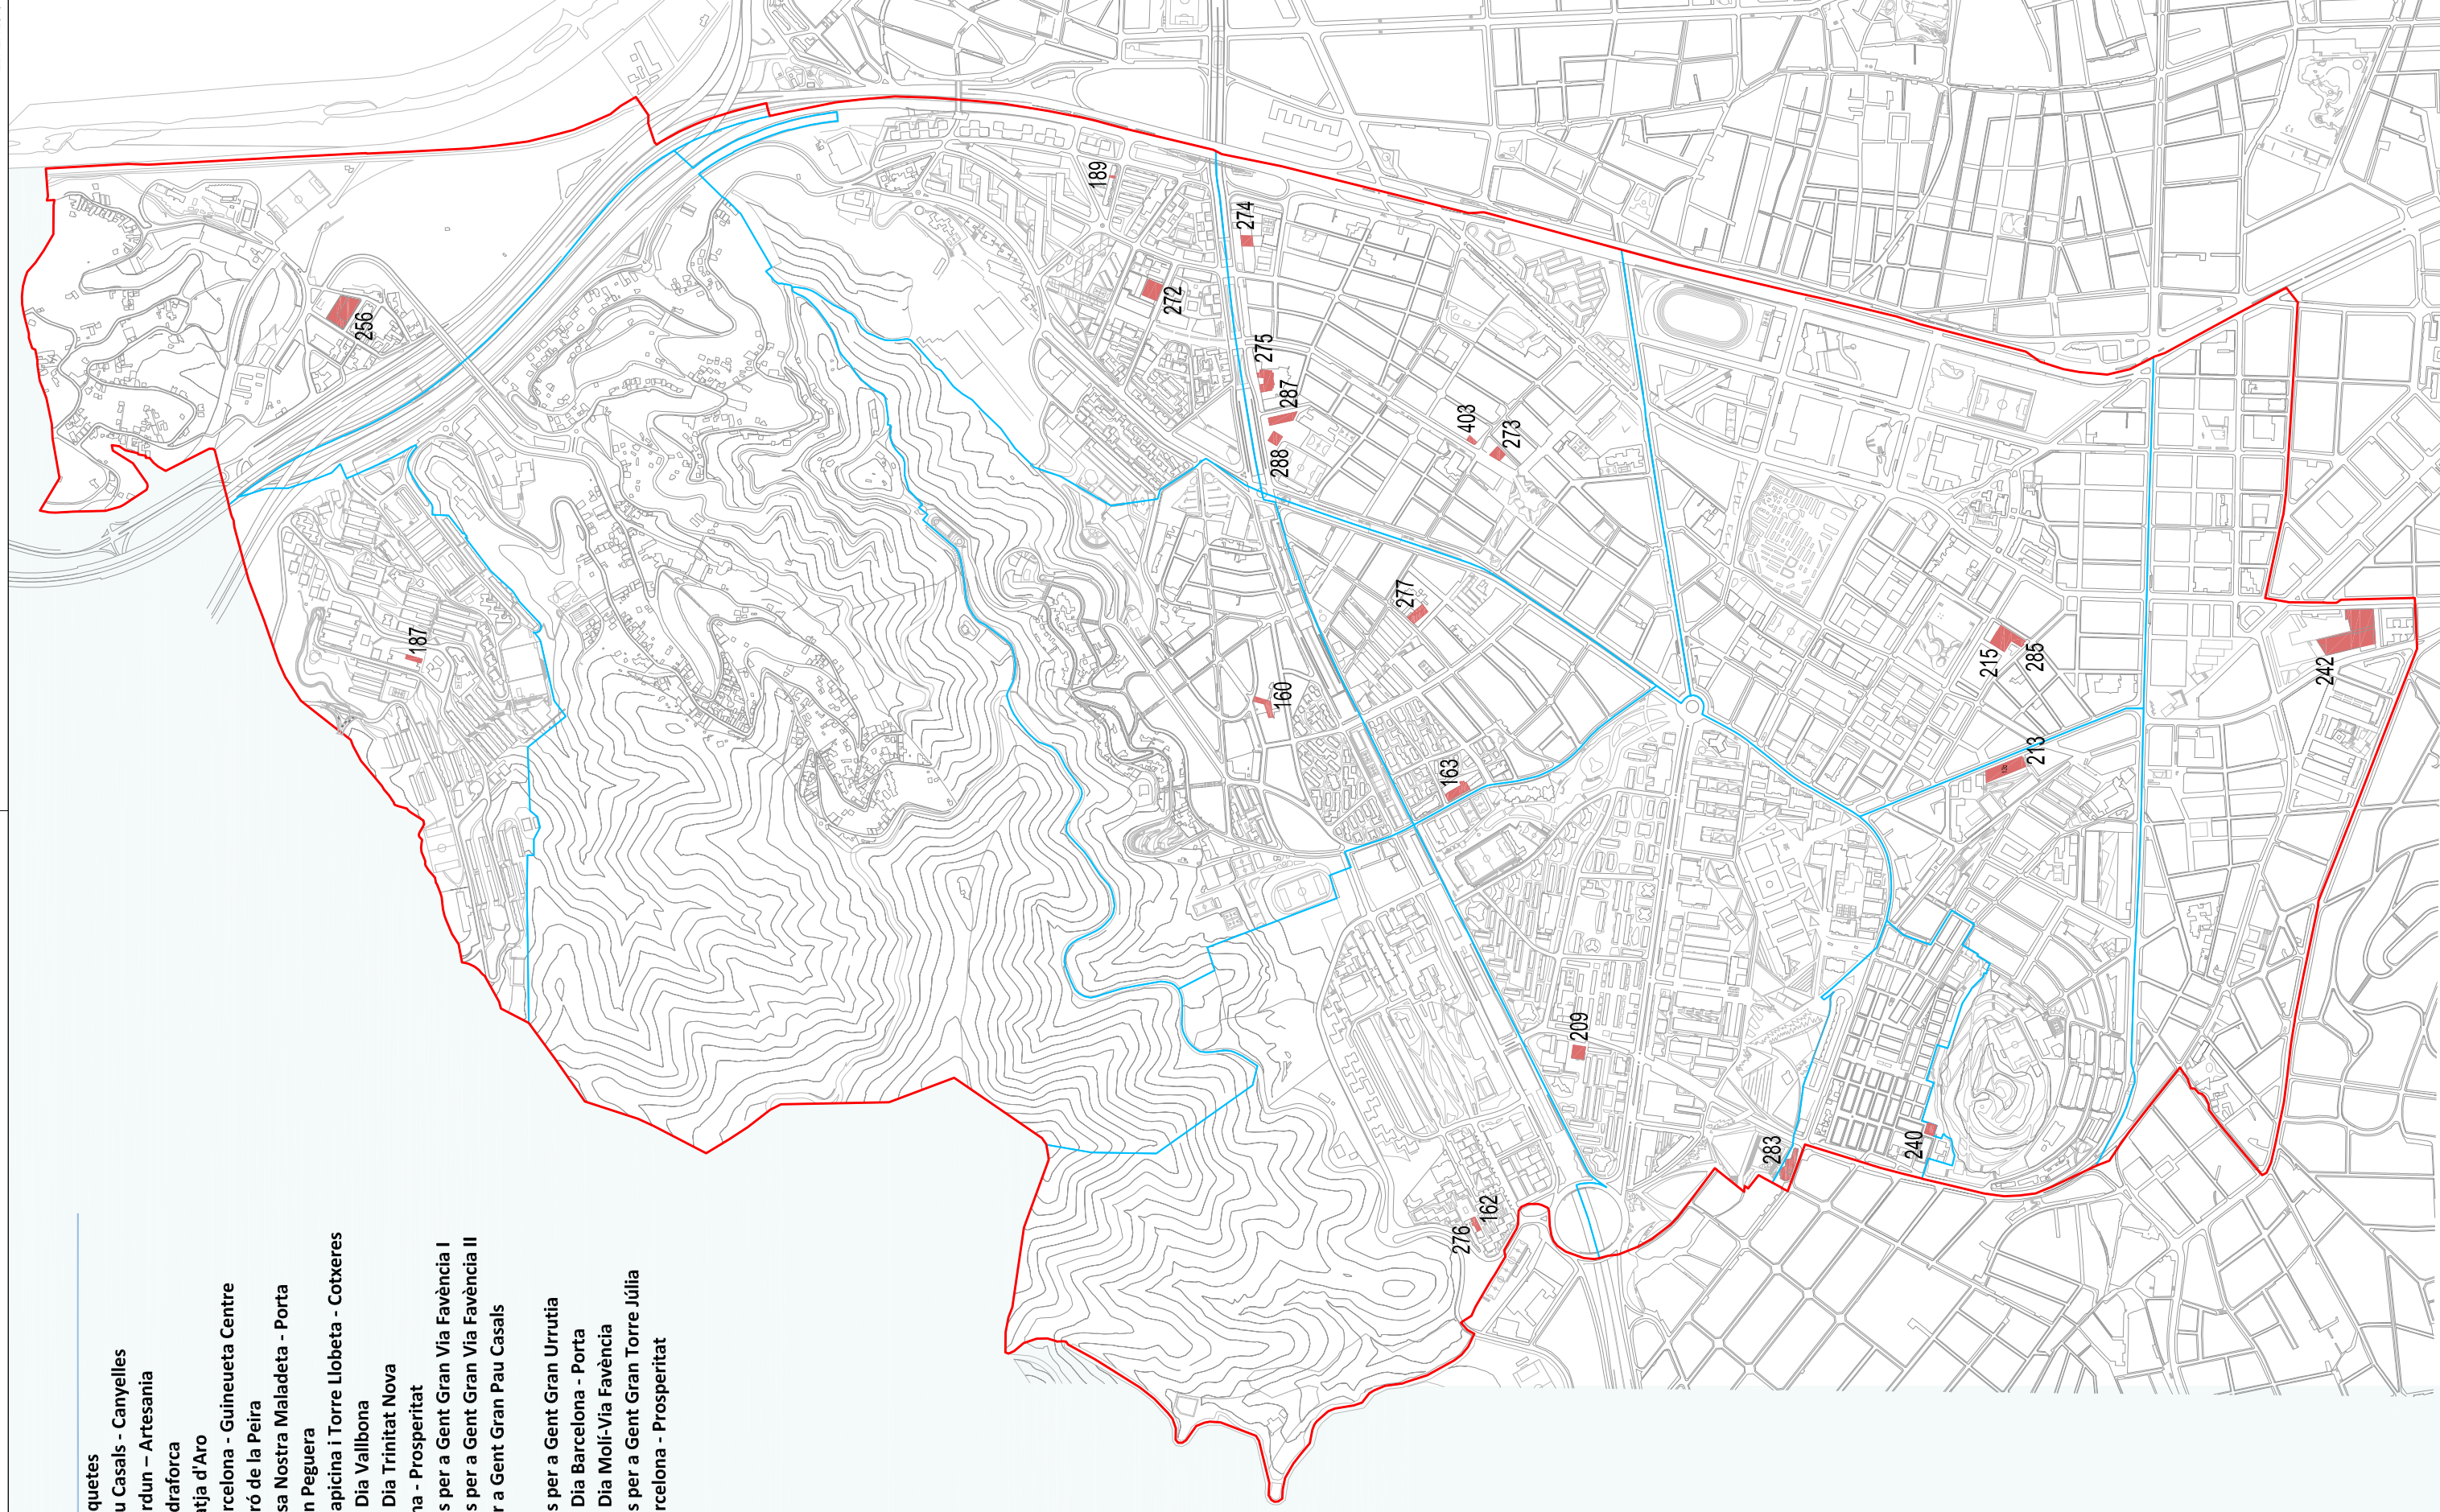 quetes
u Casals - Canyelles
rdun – Artesania
draforca
atja d'Aro
rcelona - Guineueta Centre
ró de la Peira
sa Nostra Maladeta - Porta
n Peguera
apicina i Torre Llobeta - Cotxeres
Dia Vallbona
Dia Trinitat Nova
na - Prosperitat
s per a Gent Gran Via Favència I
s per a Gent Gran Via Favència II
r a Gent Gran Pau Casals
s per a Gent Gran Urrutia
Dia Barcelona - Porta
Dia Molí-Via Favència
s per a Gent Gran Torre Júlia
rcelona - Prosperitat
256
187
189
274
272
275
287
288
403
273
277
160
163
215
285
213
242
209
283
240
276
162